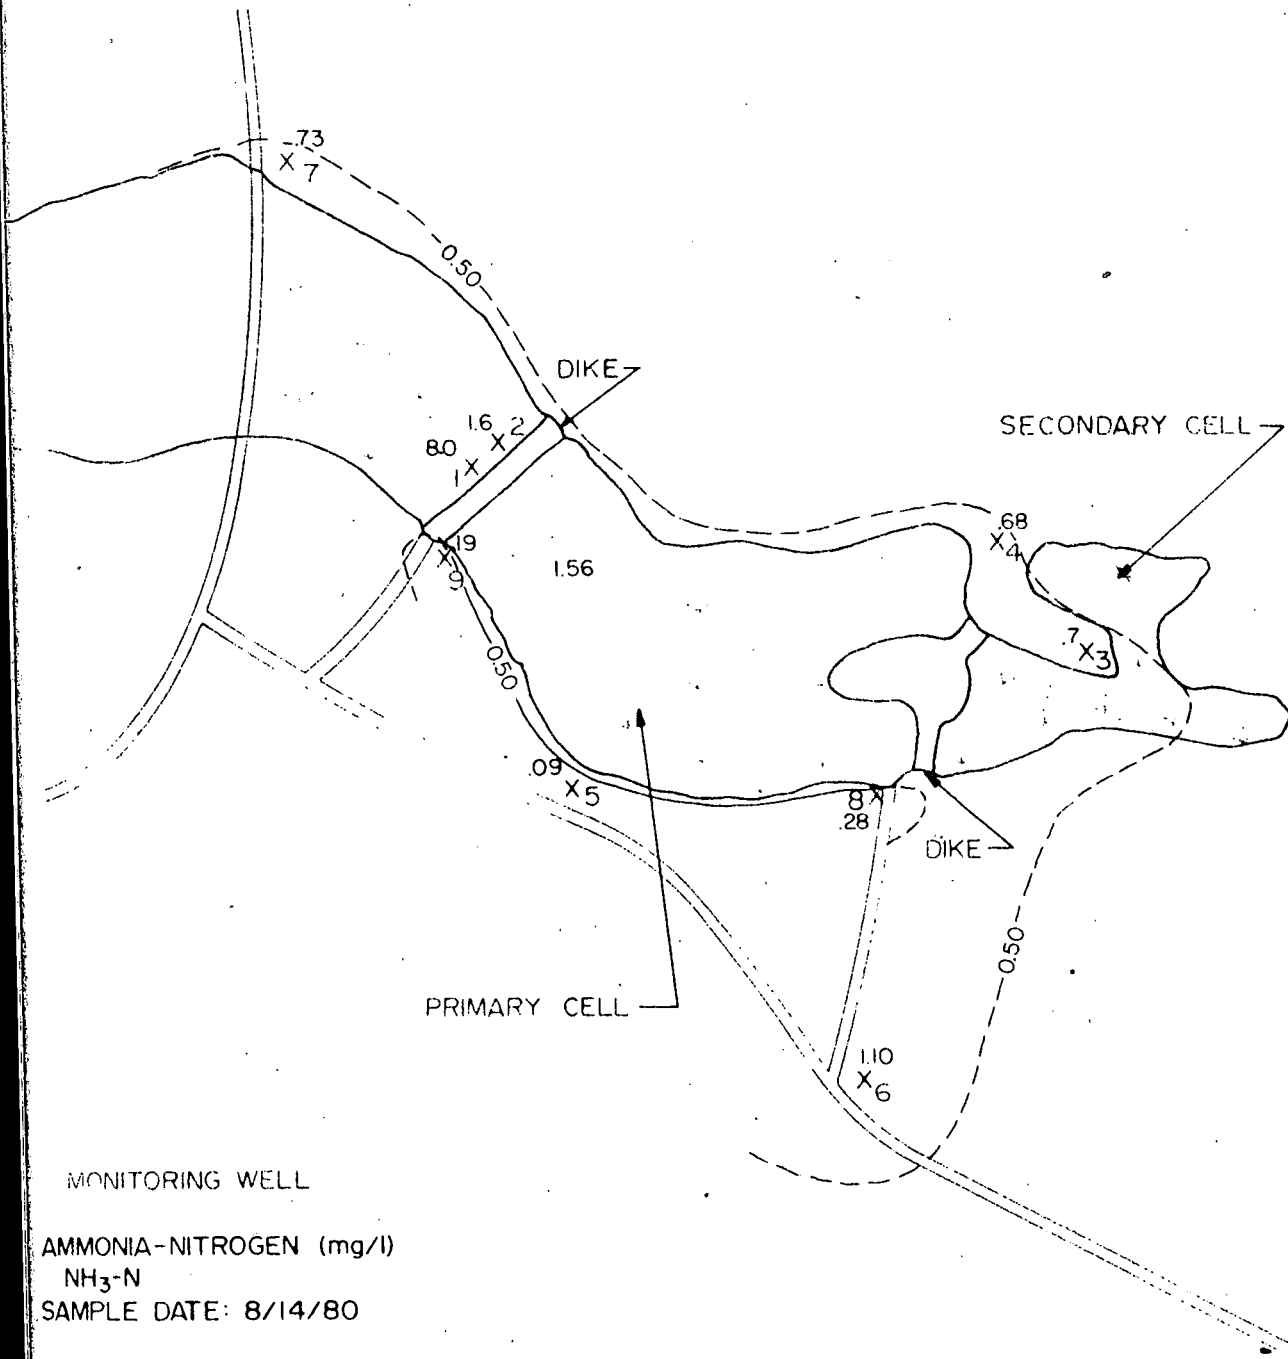 .73
7
0.50
DIKE
1.6 2
8.0
1
SECONDARY CELL
.68
4
.19
9
1.56
.7 3
0.50
.09
5
8
.28
DIKE
0.50
PRIMARY CELL
1.10
6
MONITORING WELL
AMMONIA-NITROGEN (mg/l)
NH3-N
SAMPLE DATE: 8/14/80